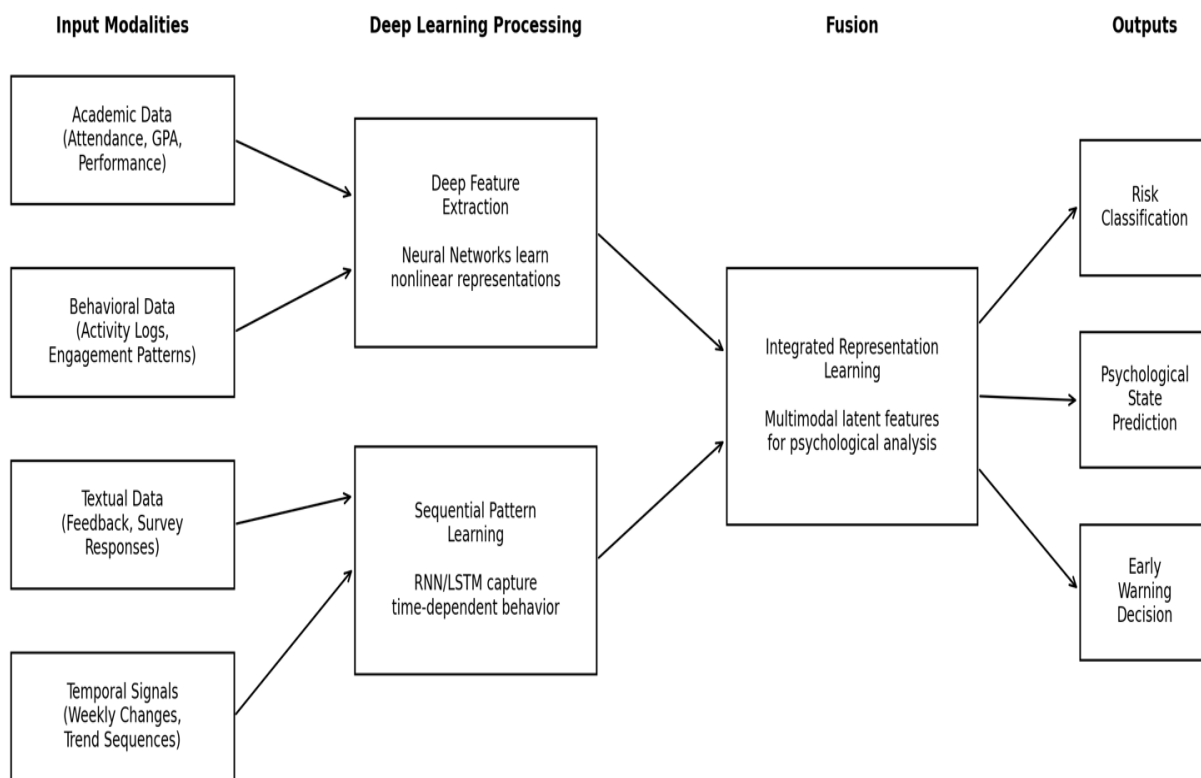 Input Modalities
Deep Learning Processing
Fusion
Outputs
Academic Data
(Attendance, GPA,
Performance)
Behavioral Data
(Activity Logs,
Engagement Patterns)
Textual Data
(Feedback, Survey
Responses)
Temporal Signals
(Weekly Changes,
Trend Sequences)
Deep Feature
Extraction
Neural Networks learn
nonlinear representations
Sequential Pattern
Learning
RNN/LSTM capture
time-dependent behavior
Integrated Representation
Learning
Multimodal latent features
for psychological analysis
Risk
Classification
Psychological
State
Prediction
Early
Warning
Decision